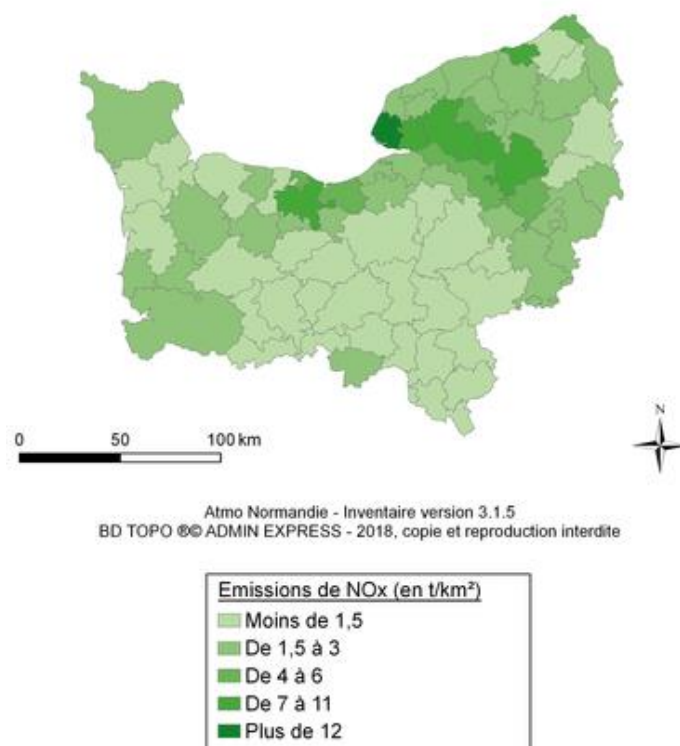 N
0 50 100 km
Atmo Normandie - Inventaire version 3.1.5
BD TOPO ®© ADMIN EXPRESS - 2018, copie et reproduction interdite
Emissions de NOx (en t/km²)
Moins de 1,5
De 1,5 à 3
De 4 à 6
De 7 à 11
Plus de 12